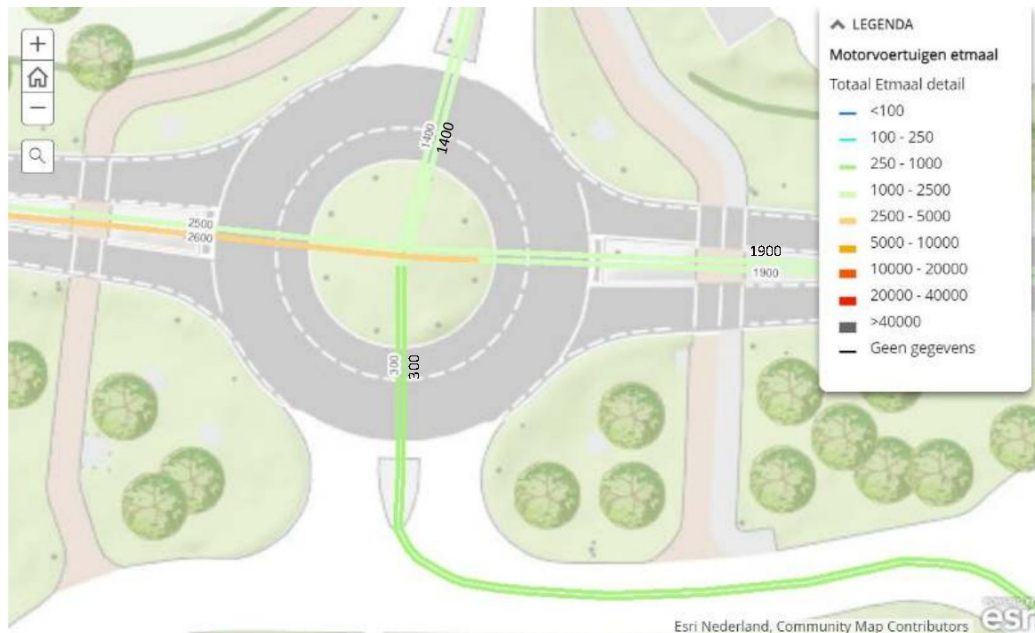 LEGENDA
Motorvoertuigen etmaal
Totaal Etmaal detail
<100
100 - 250
250 - 1000
1000 - 2500
2500 - 5000
5000 - 10000
10000 - 20000
20000 - 40000
>40000
Geen gegevens
1400
1400
2500
2600
1900
1900
300
300
Esri Nederland, Community Map Contributors
esri